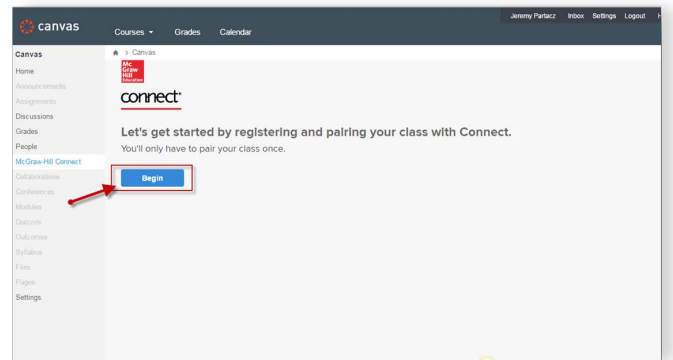 Jeremy Partacz Inbox Settings Logout H
canvas
Courses Grades Calendar
Canvas
> Canvas
Home
Announcements
Assignments
Discussions
Grades
People
McGraw-Hill Connect
Collaborations
Conferences
Modules
Quizzes
Outcomes
Syllabus
Files
Pages
Settings
Mc
Graw
Hill
Education
connect
Let's get started by registering and pairing your class with Connect.
You'll only have to pair your class once.
Begin